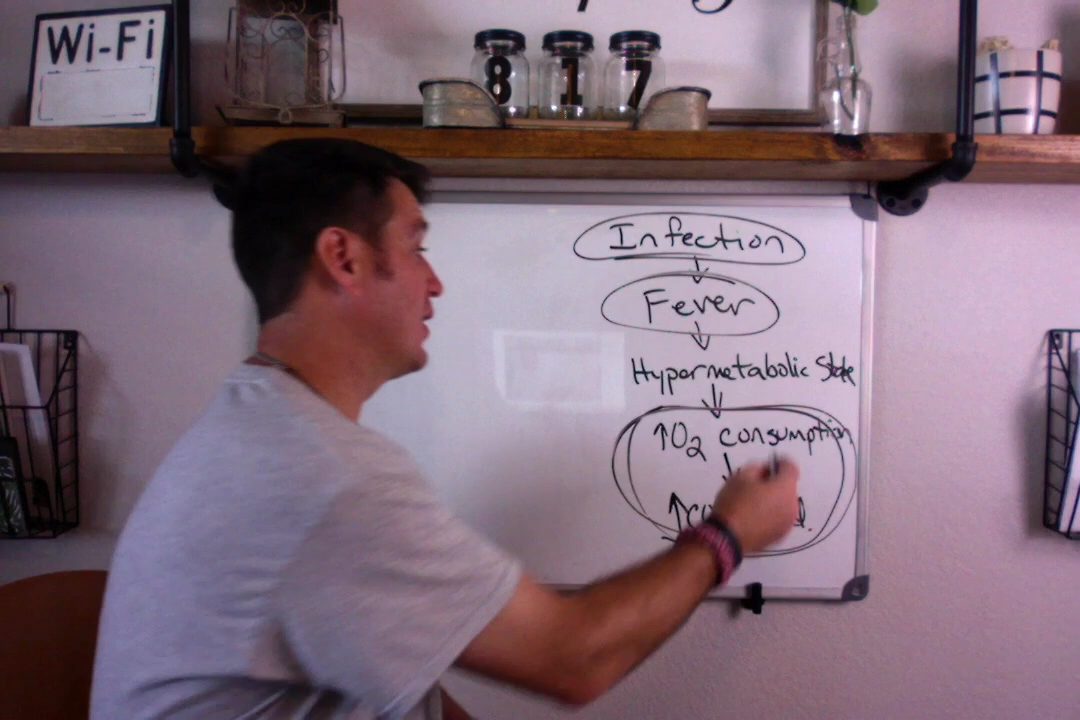 Wi-Fi
8 1 7
Infection
Fever
Hypermetabolic State
↑O2 consumption